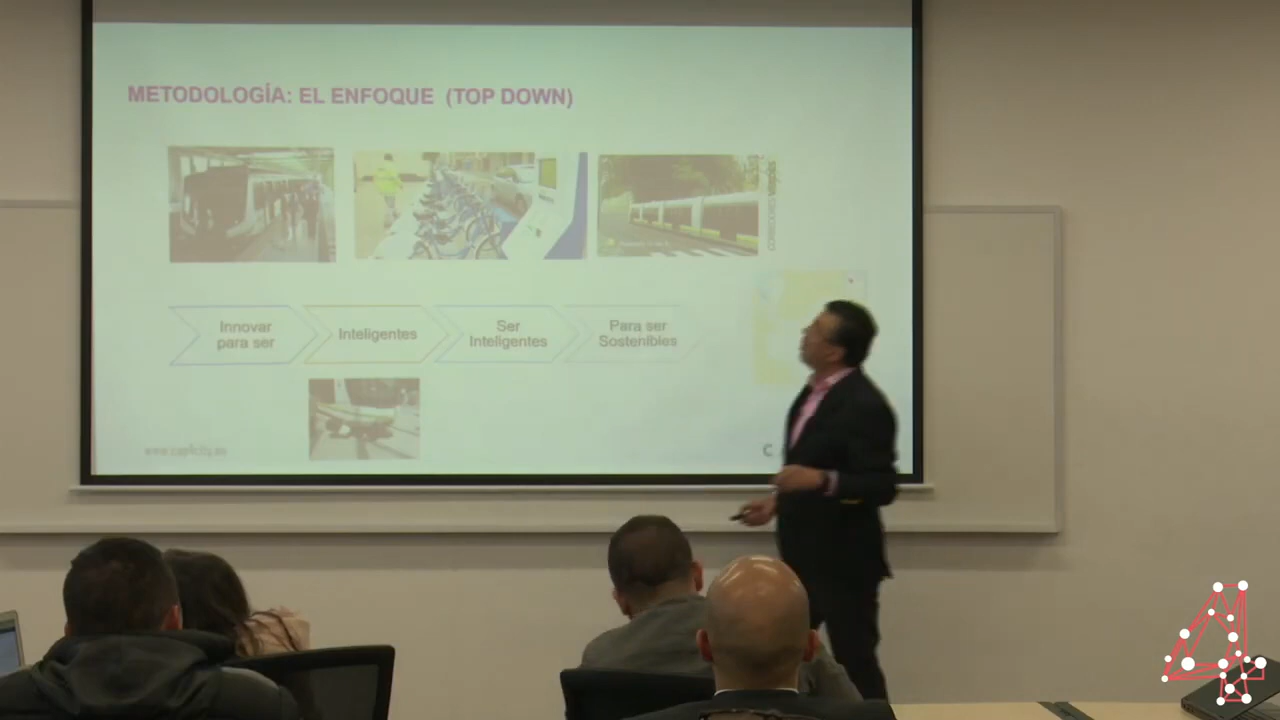 METODOLOGÍA: EL ENFOQUE (TOP DOWN)
Innovar
para ser
Inteligentes
Ser
Inteligentes
Para ser
Sostenibles
C